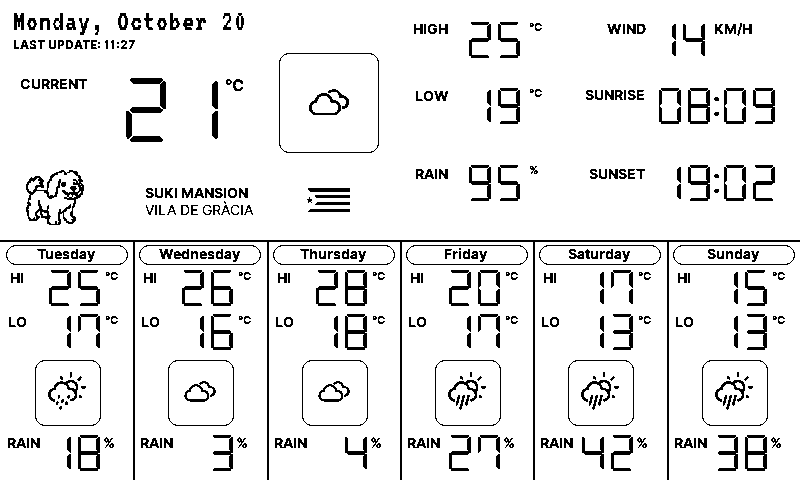 Monday, October 20
LAST UPDATE: 11:27
CURRENT 21 °C
HIGH 25 °C
LOW 19 °C
RAIN 95 %
WIND 14 KM/H
SUNRISE 08:09
SUNSET 19:02
SUKI MANSION
VILA DE GRÀCIA
Tuesday
HI 25 °C
LO 17 °C
RAIN 18 %
Wednesday
HI 26 °C
LO 16 °C
RAIN 3 %
Thursday
HI 28 °C
LO 18 °C
RAIN 4 %
Friday
HI 20 °C
LO 17 °C
RAIN 27 %
Saturday
HI 17 °C
LO 13 °C
RAIN 42 %
Sunday
HI 15 °C
LO 13 °C
RAIN 38 %